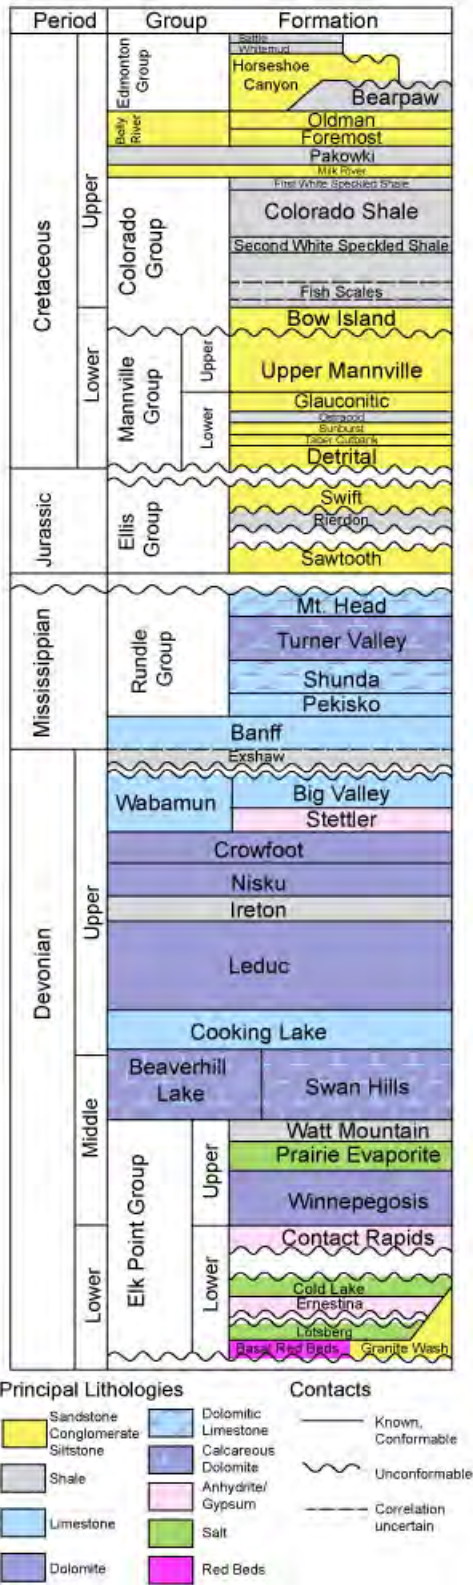 Period Group Formation
Cretaceous
Upper
Lower
Edmonton
Group
Battle
Whitemud
Horseshoe
Canyon
Bearpaw
Belly
River
Oldman
Foremost
Pakowki
Milk River
Colorado
Group
First White Speckled Shale
Colorado Shale
Second White Speckled Shale
Fish Scales
Bow Island
Mannville
Group
Upper
Upper Mannville
Lower
Glauconitic
Ostracod
Sunburst
Taber Cutbank
Detrital
Jurassic
Ellis
Group
Swift
Rierdon
Sawtooth
Mississippian
Rundle
Group
Mt. Head
Turner Valley
Shunda
Pekisko
Banff
Devonian
Upper
Middle
Lower
Exshaw
Wabamun
Big Valley
Stettler
Crowfoot
Nisku
Ireton
Leduc
Cooking Lake
Beaverhill
Lake
Swan Hills
Elk Point Group
Upper
Watt Mountain
Prairie Evaporite
Winnepegosis
Lower
Contact Rapids
Cold Lake
Ernestina
Lotsberg
Basal Red Beds
Granite Wash
Principal Lithologies
Sandstone
Conglomerate
Siltstone
Shale
Limestone
Dolomite
Dolomitic
Limestone
Calcareous
Dolomite
Anhydrite/
Gypsum
Salt
Red Beds
Contacts
Known,
Conformable
Unconformable
Correlation
uncertain